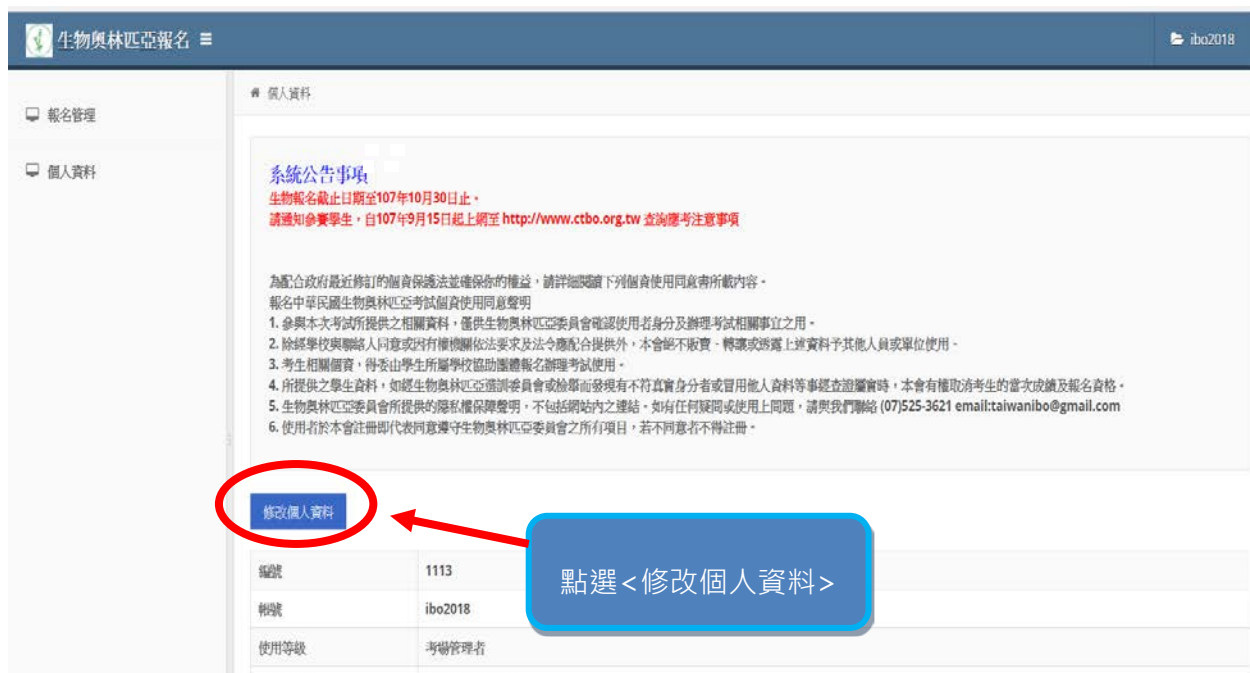 生物奧林匹亞報名
ibo2018
報名管理
個人資料
個人資料
系統公告事項
生物報名截止日期至107年10月30日止。
請通知參賽學生，自107年9月15日起上網至 http://www.ctbo.org.tw 查詢應考注意事項
為配合政府最近修訂的個資保護法並確保你的權益，請詳細閱讀下列個資使用同意書所載內容。
報名中華民國生物奧林匹亞考試個資使用同意聲明
1. 參與本次考試所提供之相關資料，僅供生物奧林匹亞委員會確認使用者身分及辦理考試相關事宜之用。
2. 除經學校與聯絡人同意或因有權機關依法要求及法令應配合提供外，本會絕不販賣、轉讓或透露上述資料予其他人員或單位使用。
3. 考生相關個資，得委由學生所屬學校協助團體報名辦理考試使用。
4. 所提供之學生資料，如經生物奧林匹亞選訓委員會或檢舉而發現有不符真實身分者或冒用他人資料等事經查證屬實時，本會有權取消考生的當次成績及報名資格。
5. 生物奧林匹亞委員會所提供的隱私權保障聲明，不包括網站內之連結。如有任何疑問或使用上問題，請與我們聯絡 (07)525-3621 email:taiwanibo@gmail.com
6. 使用者於本會註冊即代表同意遵守生物奧林匹亞委員會之所有項目，若不同意者不得註冊。
修改個人資料
點選<修改個人資料>
編號 1113
帳號 ibo2018
使用等級 考場管理者